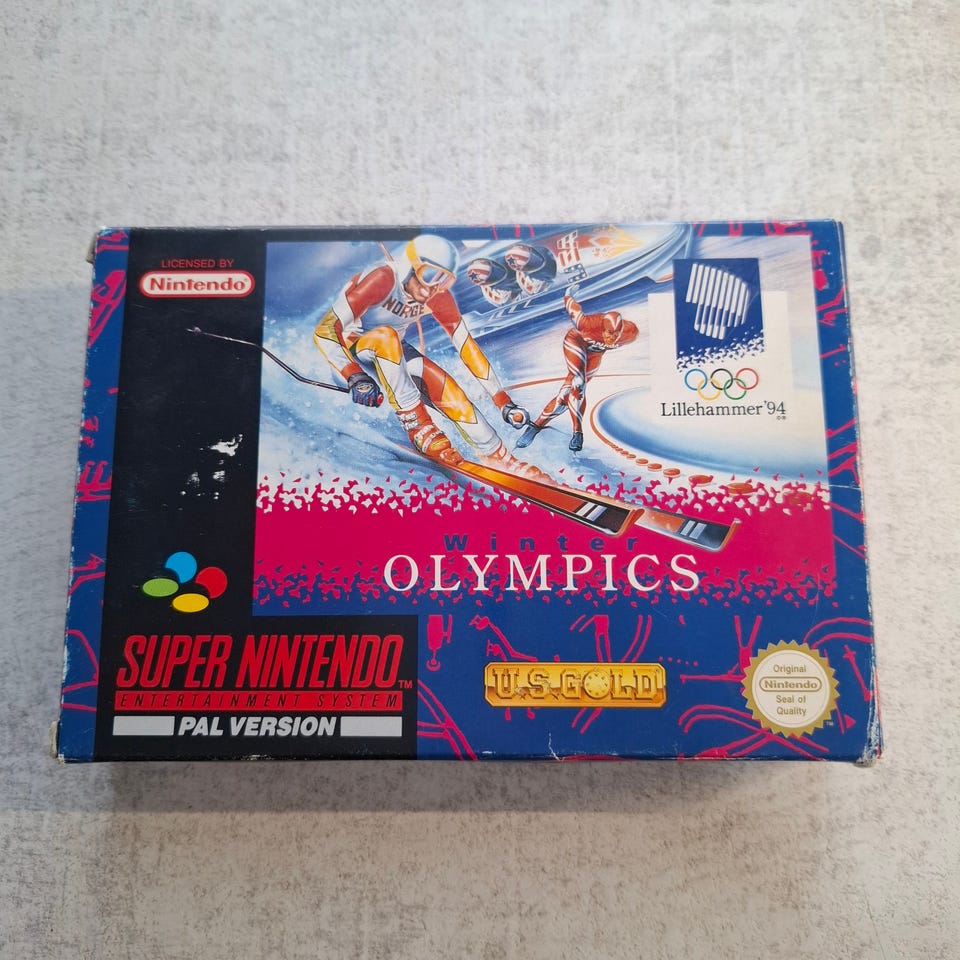 LICENSED BY
Nintendo®
NORGE
Lillehammer '94
Winter
OLYMPICS
SUPER NINTENDO™
ENTERTAINMENT SYSTEM
PAL VERSION
U.S. GOLD
Original
Nintendo
Seal of
Quality